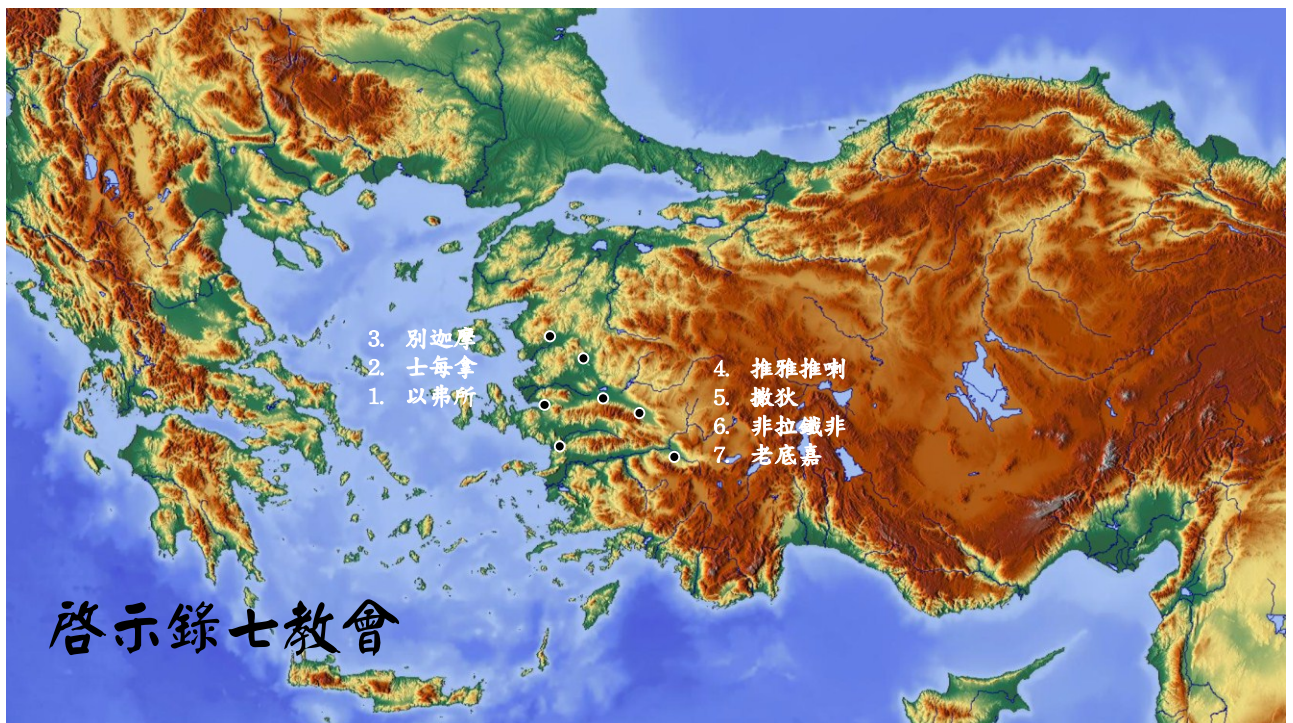 3. 別迦摩
2. 士每拿
1. 以弗所
4. 推雅推喇
5. 撒狄
6. 非拉鐵非
7. 老底嘉
啓示錄七教會